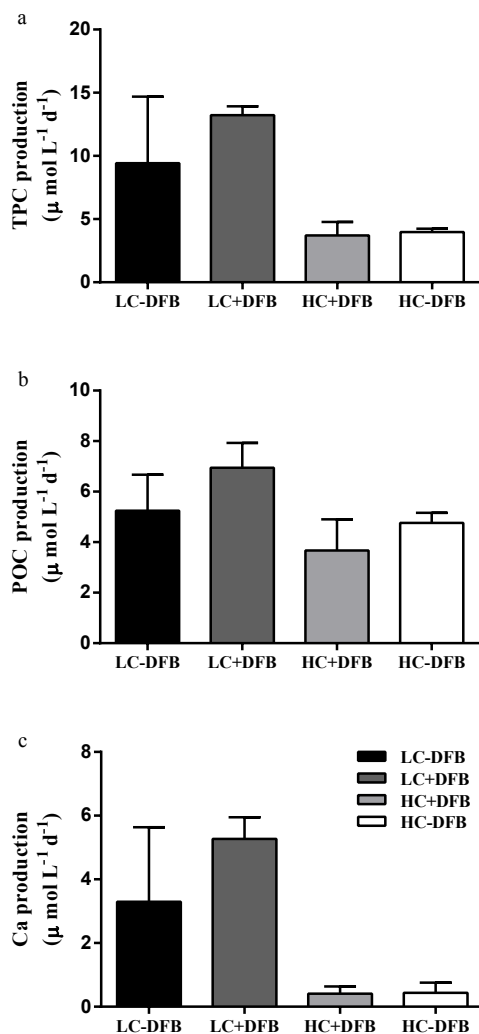 a
TPC production
(μ mol L⁻¹ d⁻¹)
20
15
10
5
0
LC-DFB LC+DFB HC+DFB HC-DFB
b
POC production
(μ mol L⁻¹ d⁻¹)
10
8
6
4
2
0
LC-DFB LC+DFB HC+DFB HC-DFB
c
Ca production
(μ mol L⁻¹ d⁻¹)
8
6
4
2
0
LC-DFB
LC+DFB
HC+DFB
HC-DFB
LC-DFB LC+DFB HC+DFB HC-DFB